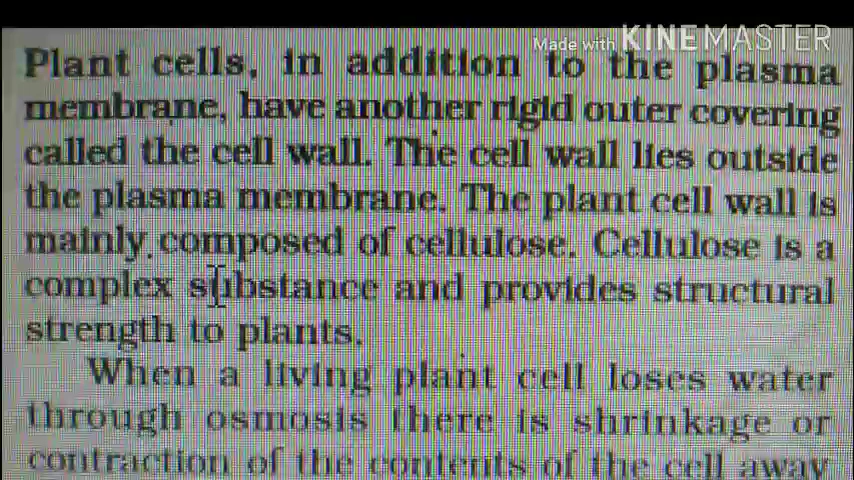 Made with KINEMASTER
Plant cells, in addition to the plasma
membrane, have another rigid outer covering
called the cell wall. The cell wall lies outside
the plasma membrane. The plant cell wall is
mainly composed of cellulose. Cellulose is a
complex substance and provides structural
strength to plants.
When a living plant cell loses water
through osmosis there is shrinkage or
contraction of the contents of the cell away